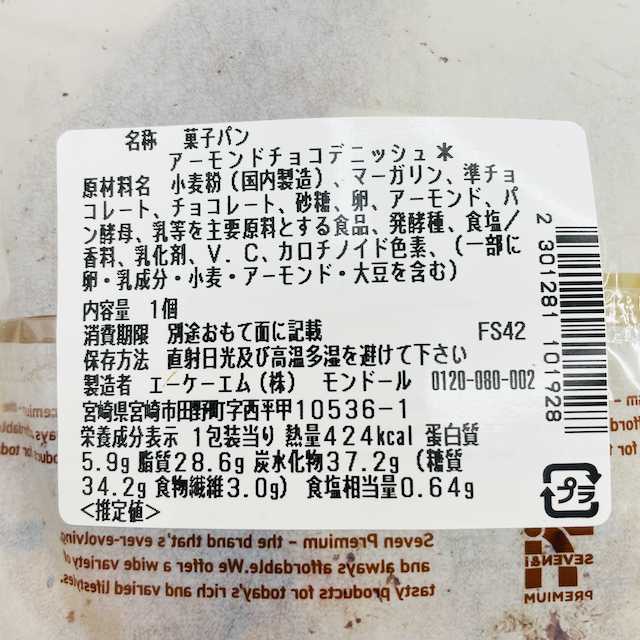 名称 菓子パン
アーモンドチョコデニッシュ＊
原材料名 小麦粉（国内製造）、マーガリン、準チョ
コレート、チョコレート、砂糖、卵、アーモンド、パ
ン酵母、乳等を主要原料とする食品、発酵種、食塩／
香料、乳化剤、Ｖ．Ｃ、カロチノイド色素、（一部に
卵・乳成分・小麦・アーモンド・大豆を含む）
内容量 1個
消費期限 別途おもて面に記載 FS42
保存方法 直射日光及び高温多湿を避けて下さい
製造者 エーケーエム（株） モンドール 0120-080-002
宮崎県宮崎市田野町字西平甲10536-1
栄養成分表示 1包装当り 熱量424kcal 蛋白質
5.9g 脂質28.6g 炭水化物37.2g（糖質
34.2g 食物繊維3.0g） 食塩相当量0.64g
<推定値>
2 301281 101928
プラ
Seven Premium – the brand that's ever-evolving
and always affordable. We offer a wide variety of
tasty products for today's rich and varied lifestyles.
SEVEN&i
PREMIUM